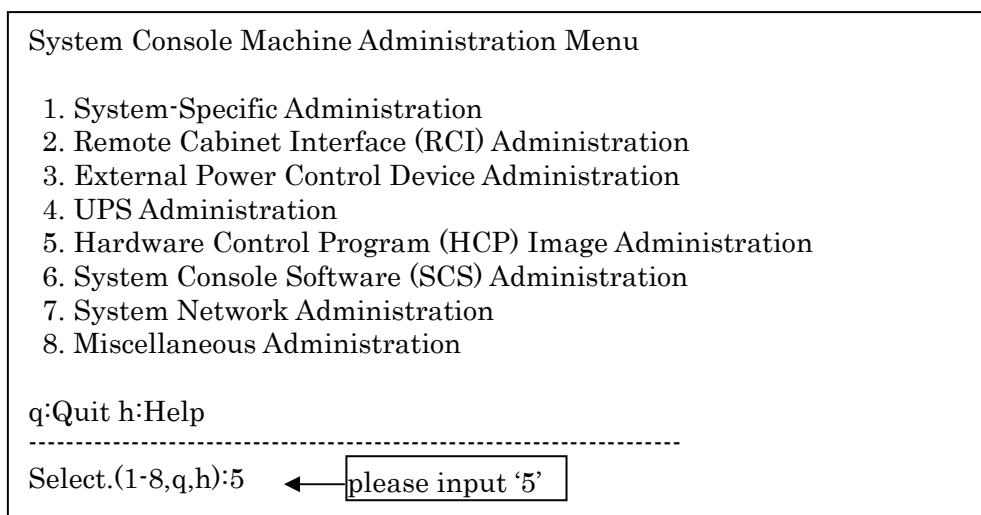 System Console Machine Administration Menu
1. System-Specific Administration
2. Remote Cabinet Interface (RCI) Administration
3. External Power Control Device Administration
4. UPS Administration
5. Hardware Control Program (HCP) Image Administration
6. System Console Software (SCS) Administration
7. System Network Administration
8. Miscellaneous Administration
q:Quit h:Help
----------------------------------------------------------------------
Select.(1-8,q,h):5 please input ‘5’